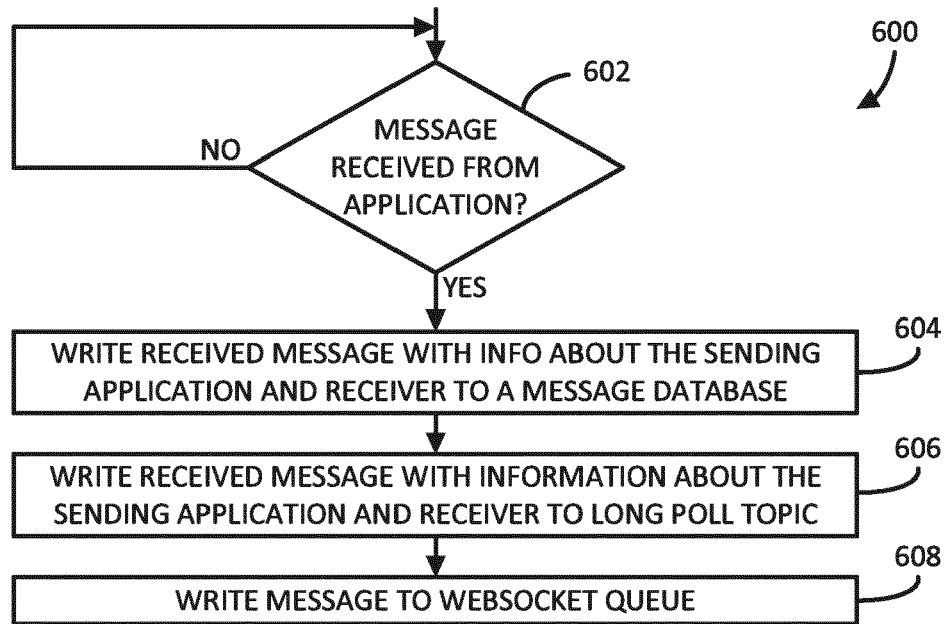 600
602
MESSAGE
RECEIVED FROM
APPLICATION?
NO
YES
604
WRITE RECEIVED MESSAGE WITH INFO ABOUT THE SENDING
APPLICATION AND RECEIVER TO A MESSAGE DATABASE
606
WRITE RECEIVED MESSAGE WITH INFORMATION ABOUT THE
SENDING APPLICATION AND RECEIVER TO LONG POLL TOPIC
608
WRITE MESSAGE TO WEBSOCKET QUEUE